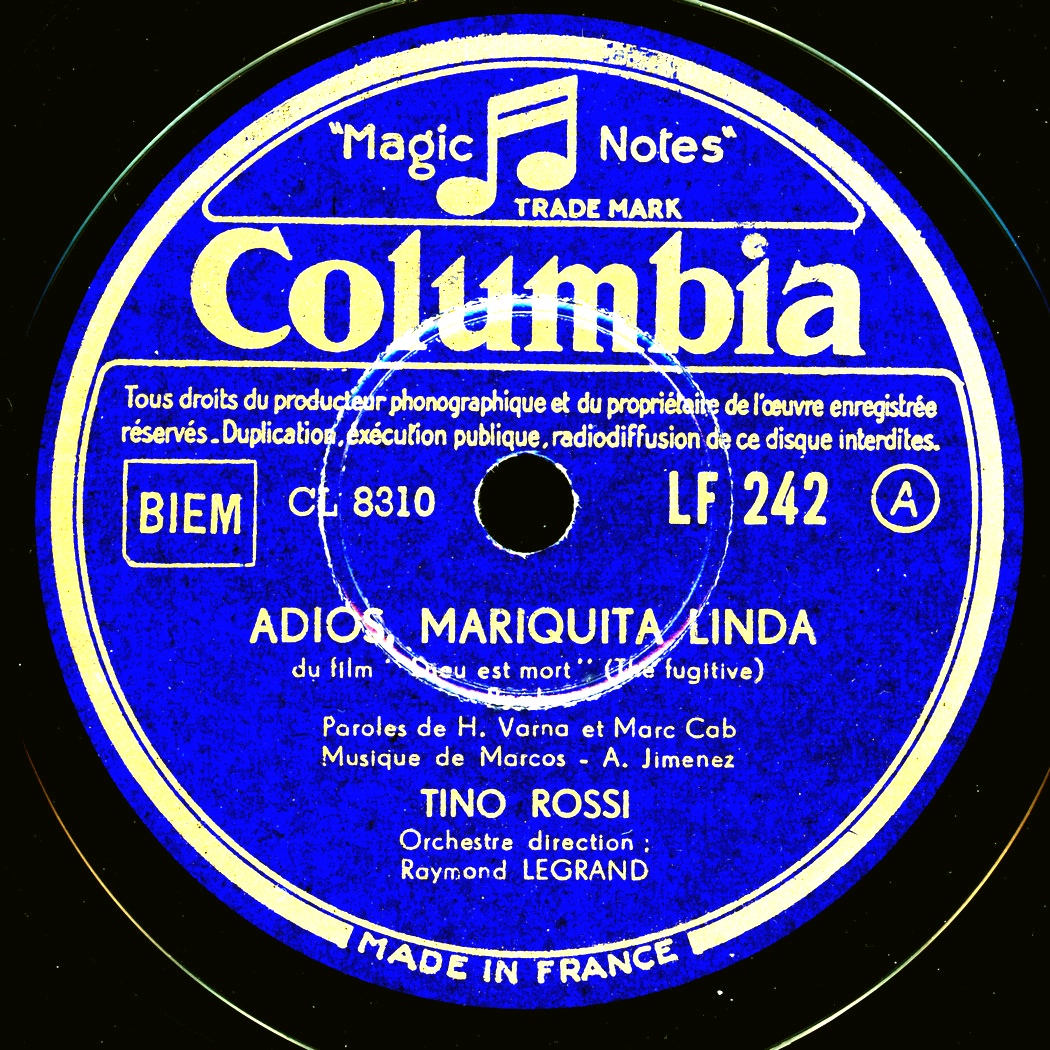 "Magic Notes"
TRADE MARK
Columbia
Tous droits du producteur phonographique et du propriétaire de l'œuvre enregistrée
réservés_Duplication, exécution publique, radiodiffusion de ce disque interdites.
BIEM CL 8310 LF 242 A
ADIOS, MARIQUITA LINDA
du film "Dieu est mort" (The fugitive)
Paroles de H. Varna et Marc Cab
Musique de Marcos - A. Jimenez
TINO ROSSI
Orchestre direction :
Raymond LEGRAND
MADE IN FRANCE